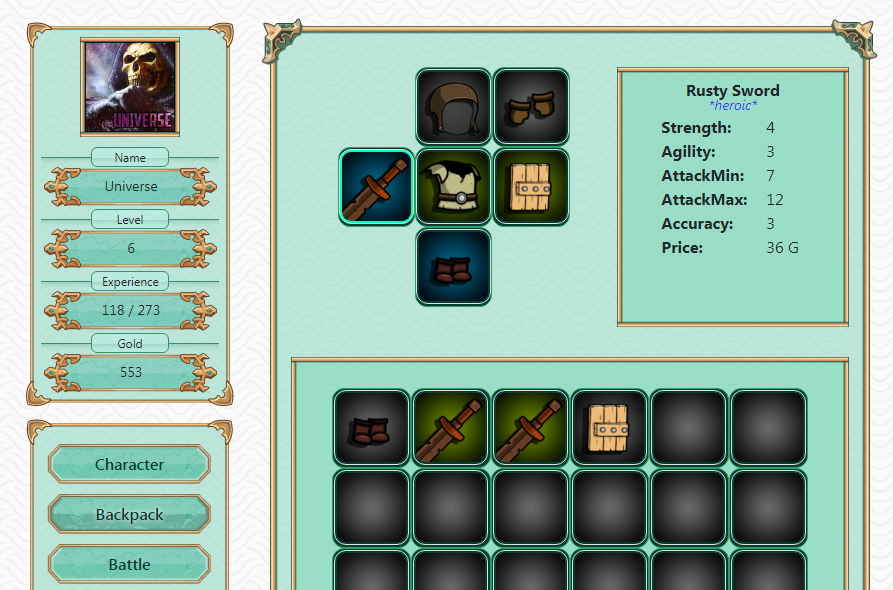 UNIVERSE
Name
Universe
Level
6
Experience
118 / 273
Gold
553
Character
Backpack
Battle
Rusty Sword
*heroic*
Strength: 4
Agility: 3
AttackMin: 7
AttackMax: 12
Accuracy: 3
Price: 36 G